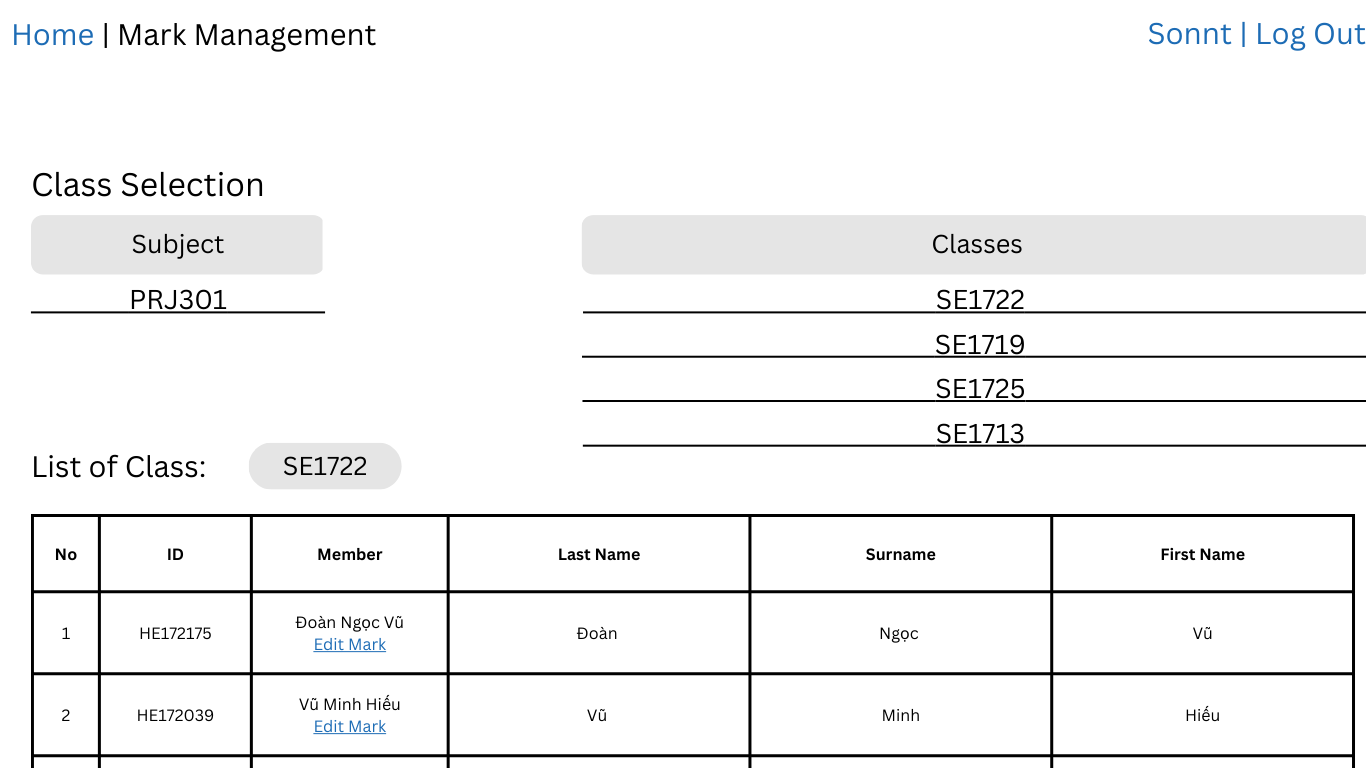 Home | Mark Management
Sonnt | Log Out
Class Selection
Subject
Classes
PRJ301
SE1722
SE1719
SE1725
SE1713
List of Class:
SE1722
No
ID
Member
Last Name
Surname
First Name
1
HE172175
Đoàn Ngọc Vũ
Edit Mark
Đoàn
Ngọc
Vũ
2
HE172039
Vũ Minh Hiếu
Edit Mark
Vũ
Minh
Hiếu